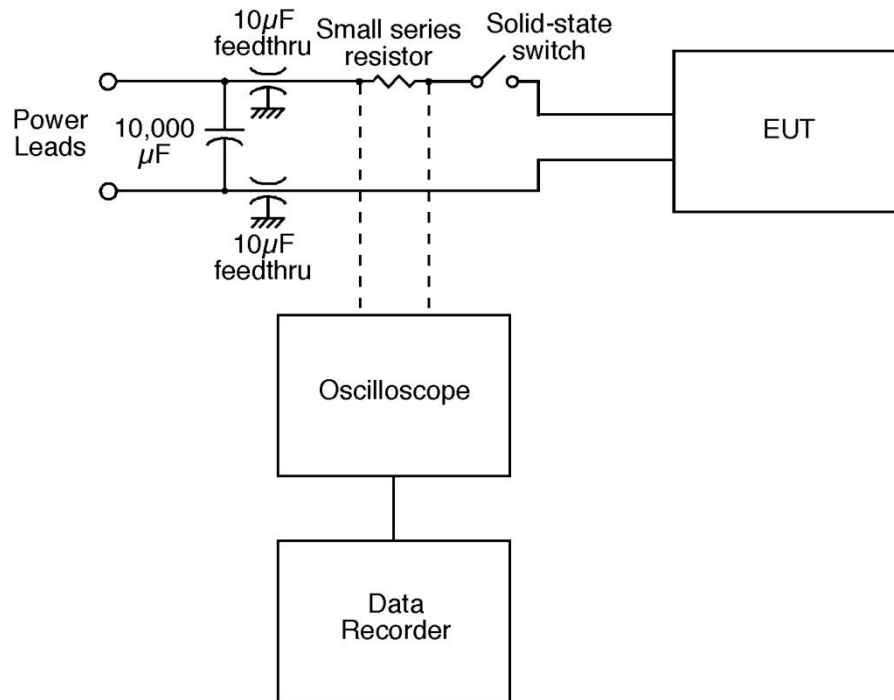 10µF
feedthru
Small series
resistor
Solid-state
switch
Power
Leads
10,000
µF
EUT
10µF
feedthru
Oscilloscope
Data
Recorder